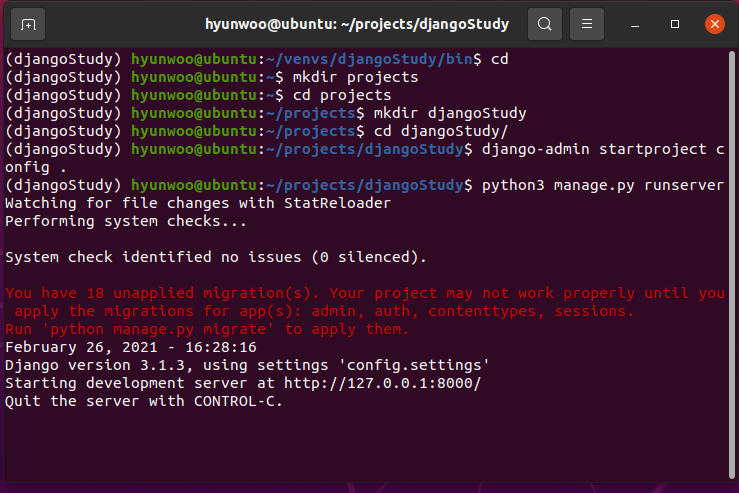 hyunwoo@ubuntu: ~/projects/djangoStudy
(djangoStudy) hyunwoo@ubuntu:~/venvs/djangoStudy/bin$ cd
(djangoStudy) hyunwoo@ubuntu:~$ mkdir projects
(djangoStudy) hyunwoo@ubuntu:~$ cd projects
(djangoStudy) hyunwoo@ubuntu:~/projects$ mkdir djangoStudy
(djangoStudy) hyunwoo@ubuntu:~/projects$ cd djangoStudy/
(djangoStudy) hyunwoo@ubuntu:~/projects/djangoStudy$ django-admin startproject c
onfig .
(djangoStudy) hyunwoo@ubuntu:~/projects/djangoStudy$ python3 manage.py runserver
Watching for file changes with StatReloader
Performing system checks...
System check identified no issues (0 silenced).
You have 18 unapplied migration(s). Your project may not work properly until you
 apply the migrations for app(s): admin, auth, contenttypes, sessions.
Run 'python manage.py migrate' to apply them.
February 26, 2021 - 16:28:16
Django version 3.1.3, using settings 'config.settings'
Starting development server at http://127.0.0.1:8000/
Quit the server with CONTROL-C.